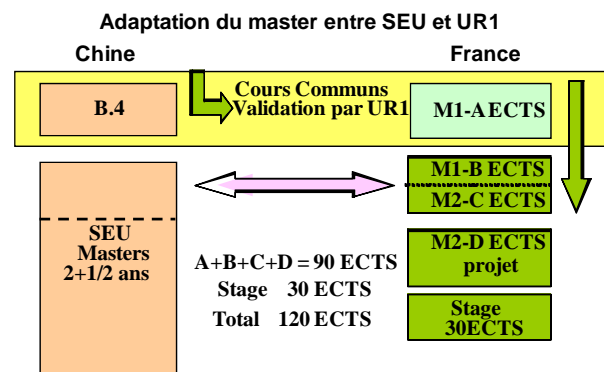 Adaptation du master entre SEU et UR1
Chine
France
Cours Communs
Validation par UR1
B.4
M1-A ECTS
M1-B ECTS
M2-C ECTS
SEU
Masters
2+1/2 ans
A+B+C+D = 90 ECTS
Stage 30 ECTS
Total 120 ECTS
M2-D ECTS
projet
Stage
30ECTS